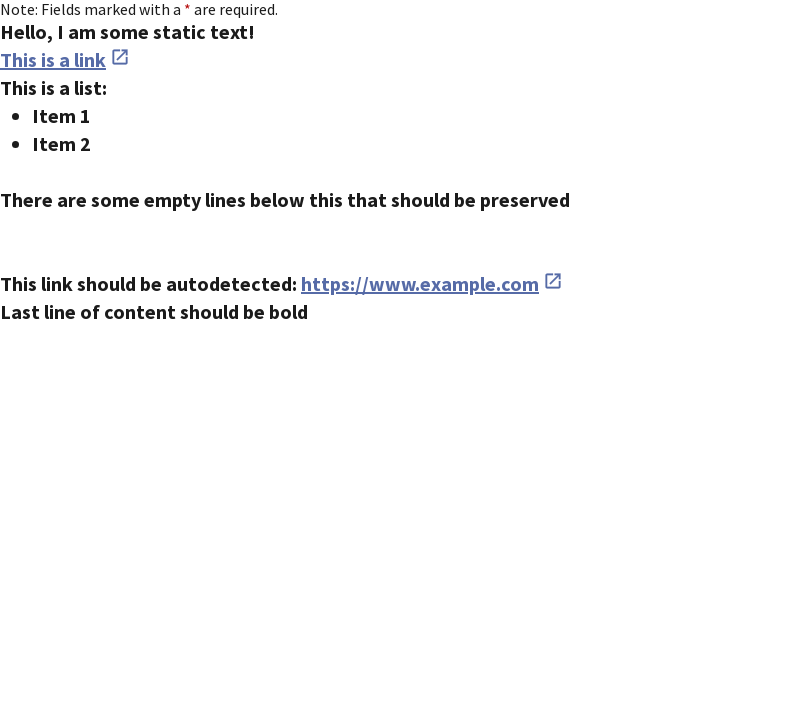 Note: Fields marked with a * are required.
Hello, I am some static text!
This is a link
This is a list:
• Item 1
• Item 2
There are some empty lines below this that should be preserved
This link should be autodetected: https://www.example.com
Last line of content should be bold